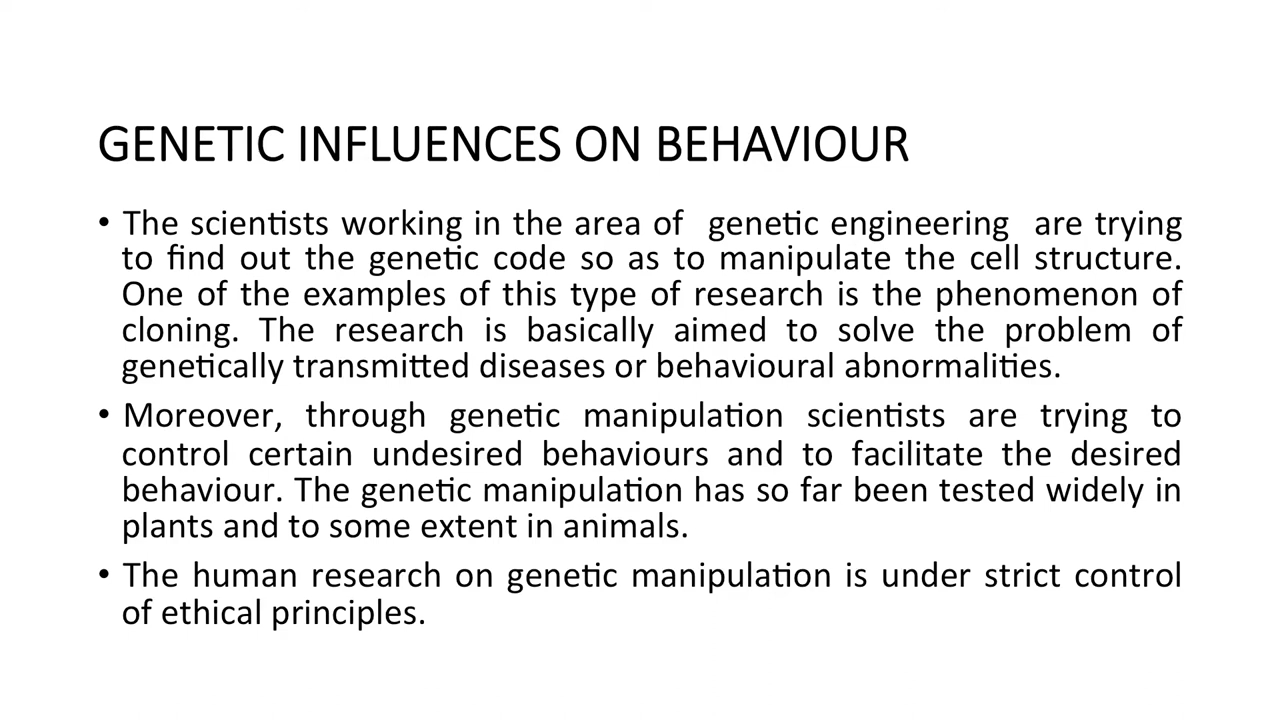 GENETIC INFLUENCES ON BEHAVIOUR
• The scientists working in the area of genetic engineering are trying
to find out the genetic code so as to manipulate the cell structure.
One of the examples of this type of research is the phenomenon of
cloning. The research is basically aimed to solve the problem of
genetically transmitted diseases or behavioural abnormalities.
• Moreover, through genetic manipulation scientists are trying to
control certain undesired behaviours and to facilitate the desired
behaviour. The genetic manipulation has so far been tested widely in
plants and to some extent in animals.
• The human research on genetic manipulation is under strict control
of ethical principles.